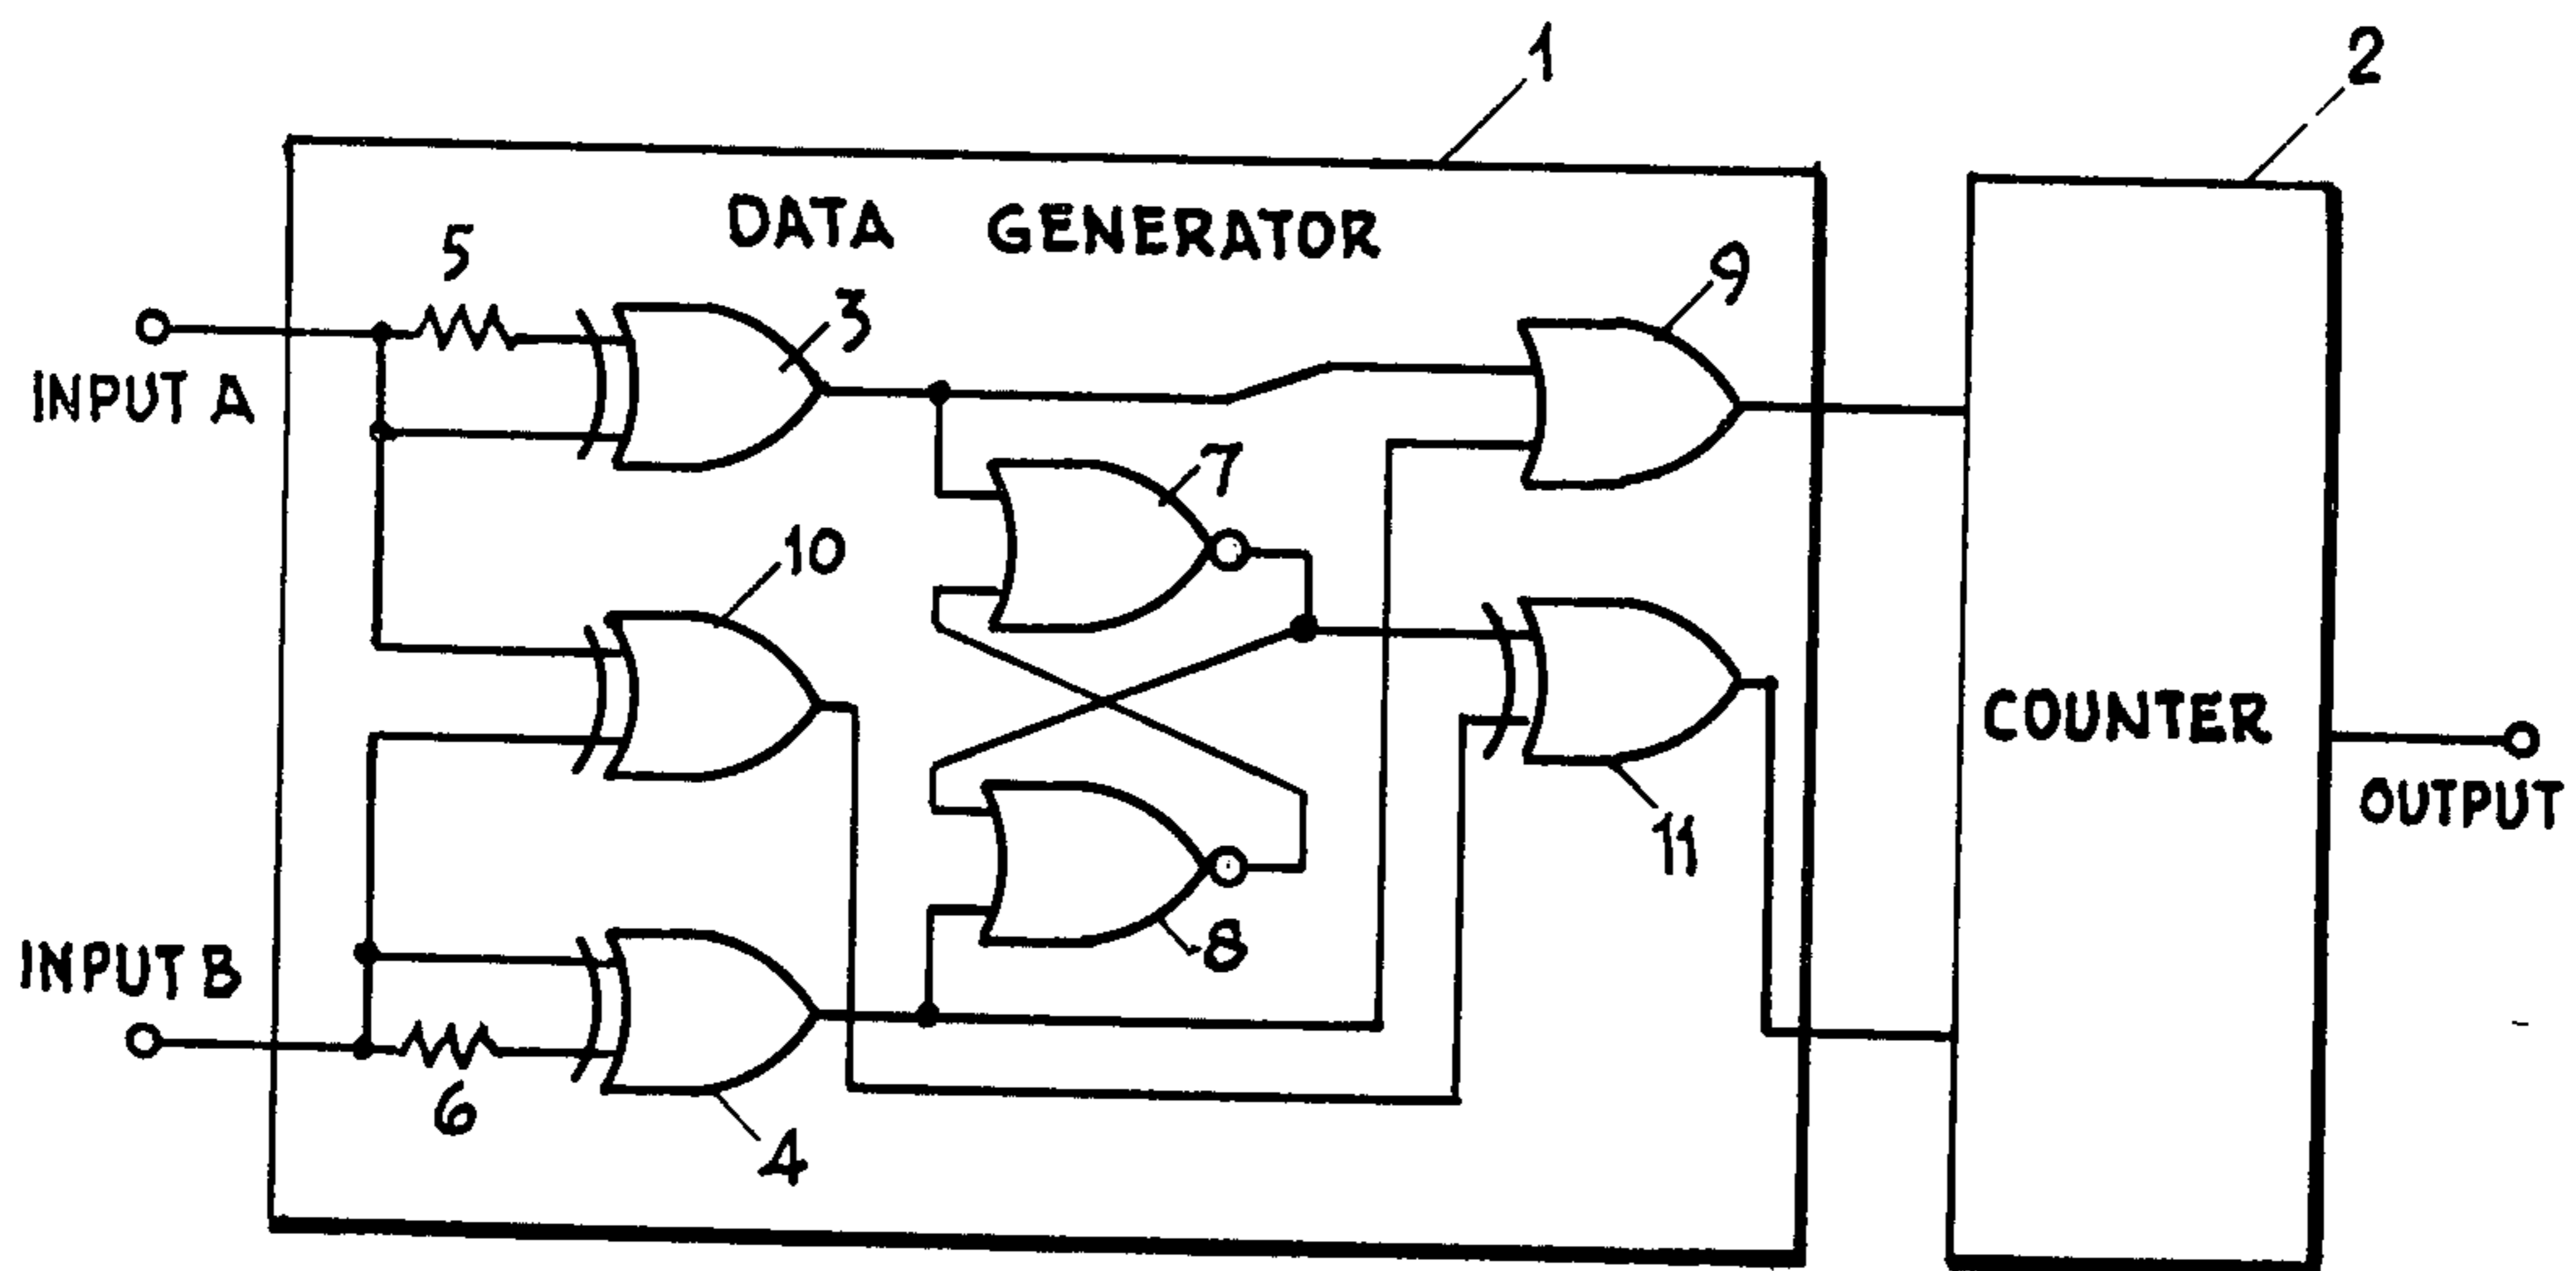 1
2
DATA GENERATOR
5
3
9
INPUT A
7
10
COUNTER
OUTPUT
11
INPUT B
8
6
4